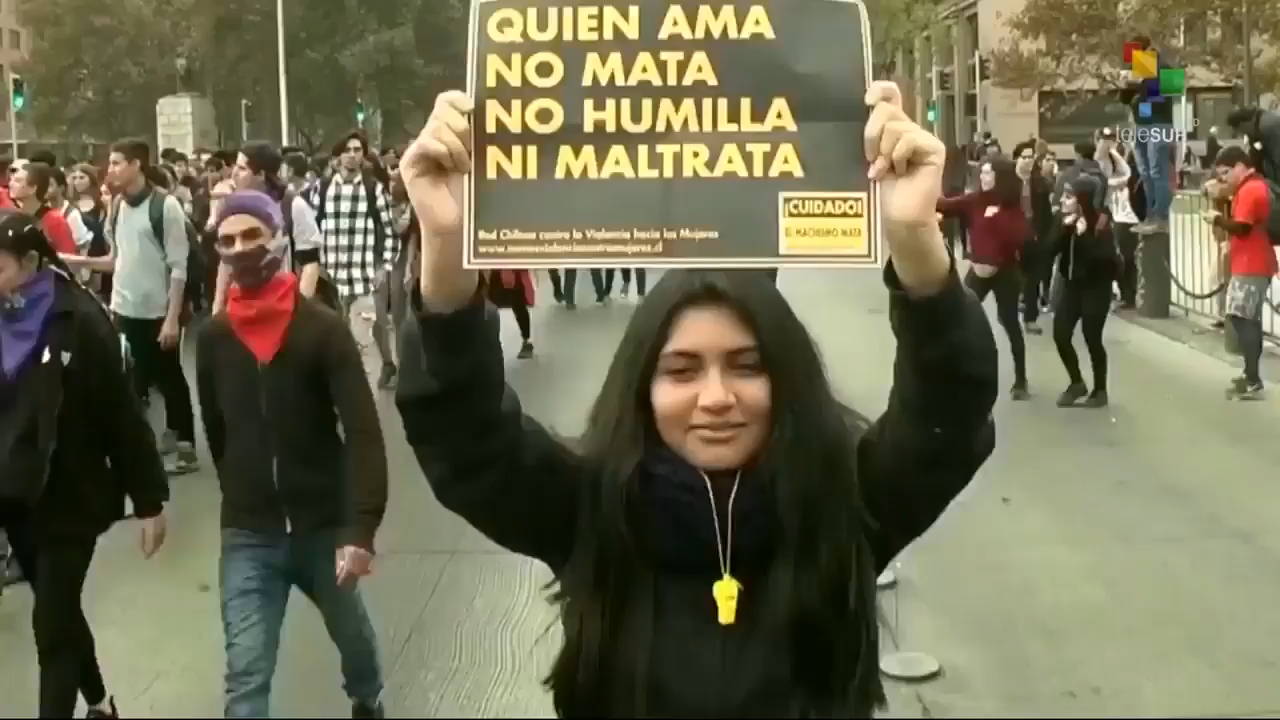 QUIEN AMA
NO MATA
NO HUMILLA
NI MALTRATA
¡CUIDADO!
EL MACHISMO MATA
Red Chilena contra la Violencia hacia las Mujeres
teleSUR